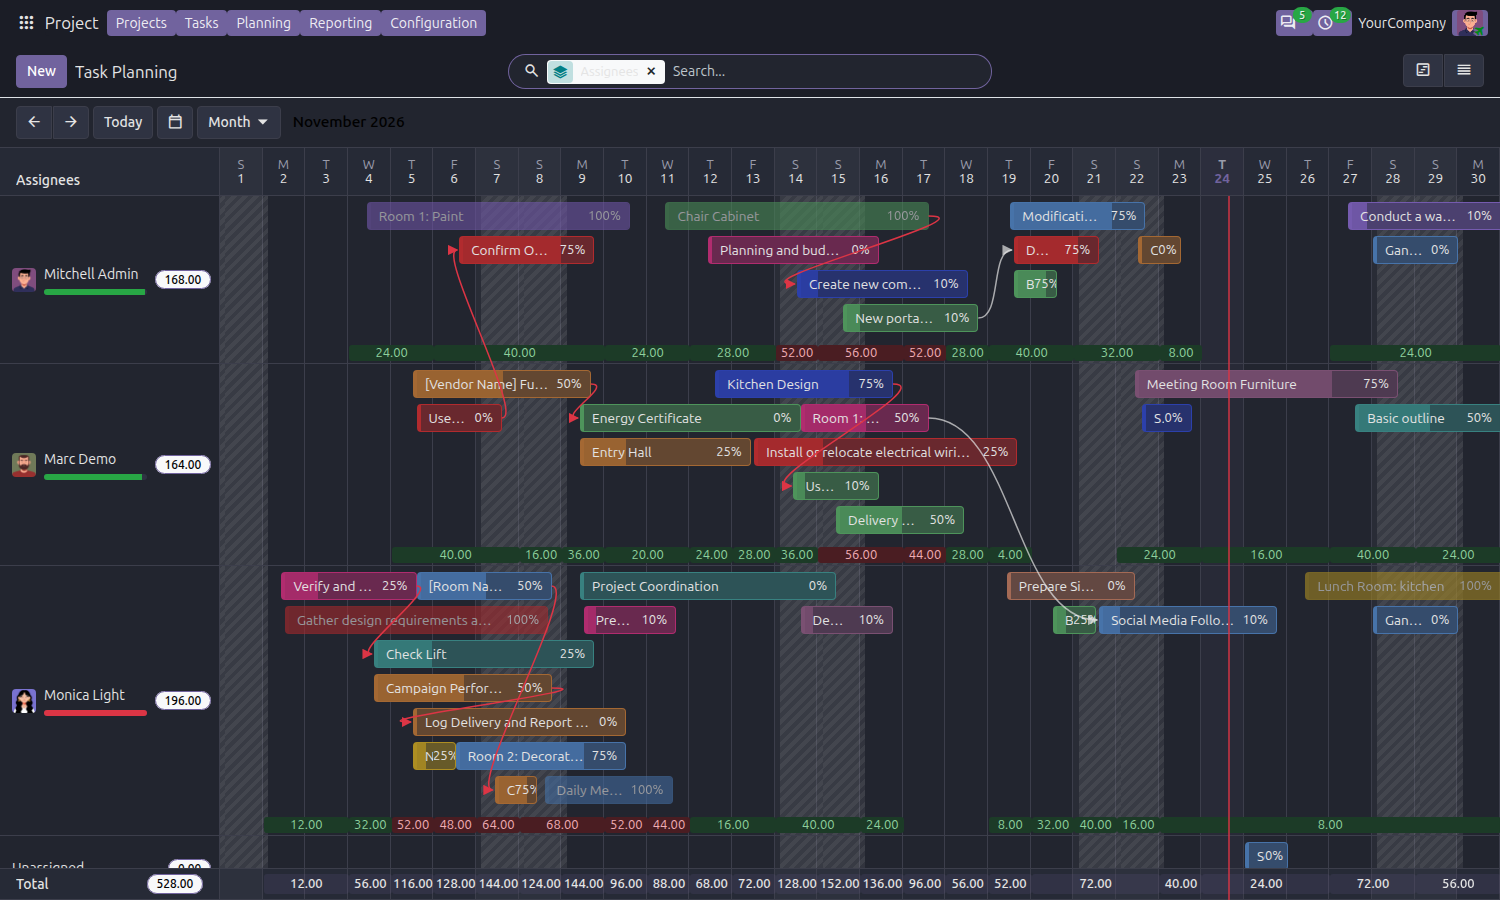 Project Projects Tasks Planning Reporting Configuration 5 12 YourCompany
New Task Planning Assignees × Search...
Today Month November 2026
Assignees
S M T W T F S S M T W T F S S M T W T F S S M T W T F S S M
1 2 3 4 5 6 7 8 9 10 11 12 13 14 15 16 17 18 19 20 21 22 23 24 25 26 27 28 29 30
Mitchell Admin 168.00
Room 1: Paint 100% Chair Cabinet 100% Modificati... 75% Conduct a wa... 10%
Confirm O... 75% Planning and bud... 0% D... 75% C0% Gan... 0%
Create new com... 10% B75%
New porta... 10%
24.00 40.00 24.00 28.00 52.00 56.00 52.00 28.00 40.00 32.00 8.00 24.00
Marc Demo 164.00
[Vendor Name] Fu... 50% Kitchen Design 75% Meeting Room Furniture 75%
Use... 0% Energy Certificate 0% Room 1: ... 50% S.0% Basic outline 50%
Entry Hall 25% Install or relocate electrical wiri... 25%
Us... 10%
Delivery ... 50%
40.00 16.00 36.00 20.00 24.00 28.00 36.00 56.00 44.00 28.00 4.00 24.00 16.00 40.00 24.00
Monica Light 196.00
Verify and ... 25% [Room Na... 50% Project Coordination 0% Prepare Si... 0% Lunch Room: kitchen 100%
Gather design requirements a... 100% Pre... 10% De... 10% B25% Social Media Follo... 10% Gan... 0%
Check Lift 25%
Campaign Perfor... 50%
Log Delivery and Report ... 0%
N25% Room 2: Decorat... 75%
C75% Daily Me... 100%
12.00 32.00 52.00 48.00 64.00 68.00 52.00 44.00 16.00 40.00 24.00 8.00 32.00 40.00 16.00 8.00
Unassigned 0.00
S0%
Total 528.00 12.00 56.00 116.00 128.00 144.00 124.00 144.00 96.00 88.00 68.00 72.00 128.00 152.00 136.00 96.00 56.00 52.00 72.00 40.00 24.00 72.00 56.00